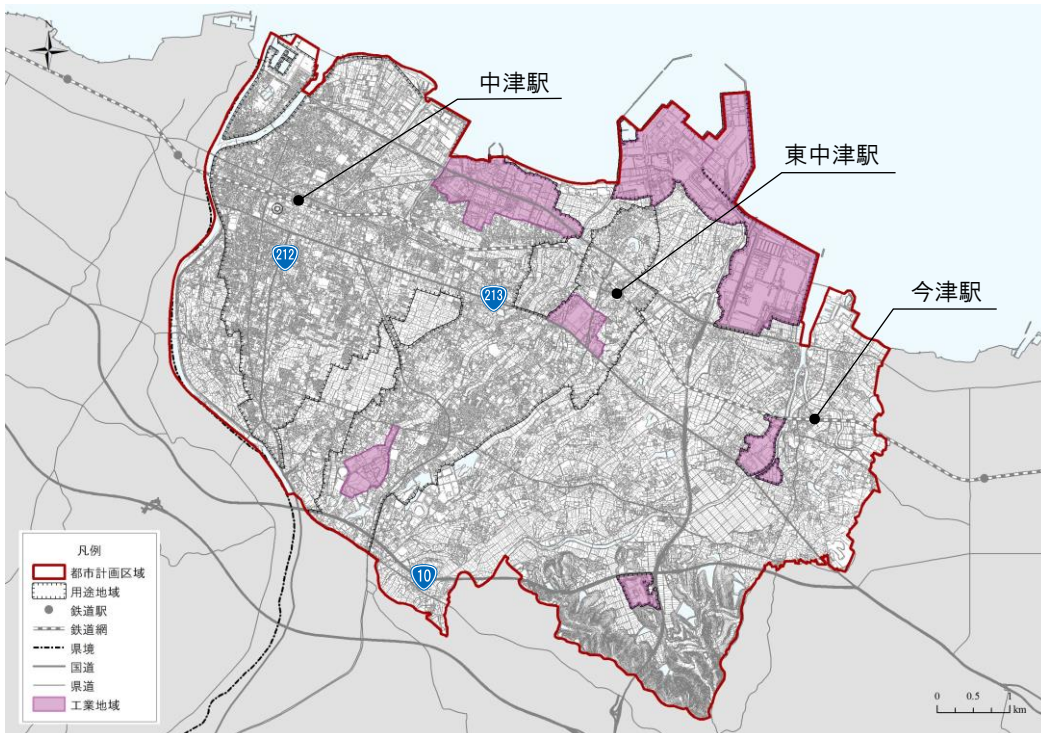 中津駅
東中津駅
212
213
今津駅
10
凡例
都市計画区域
用途地域
鉄道駅
鉄道網
県境
国道
県道
工業地域
0 0.5 1
km